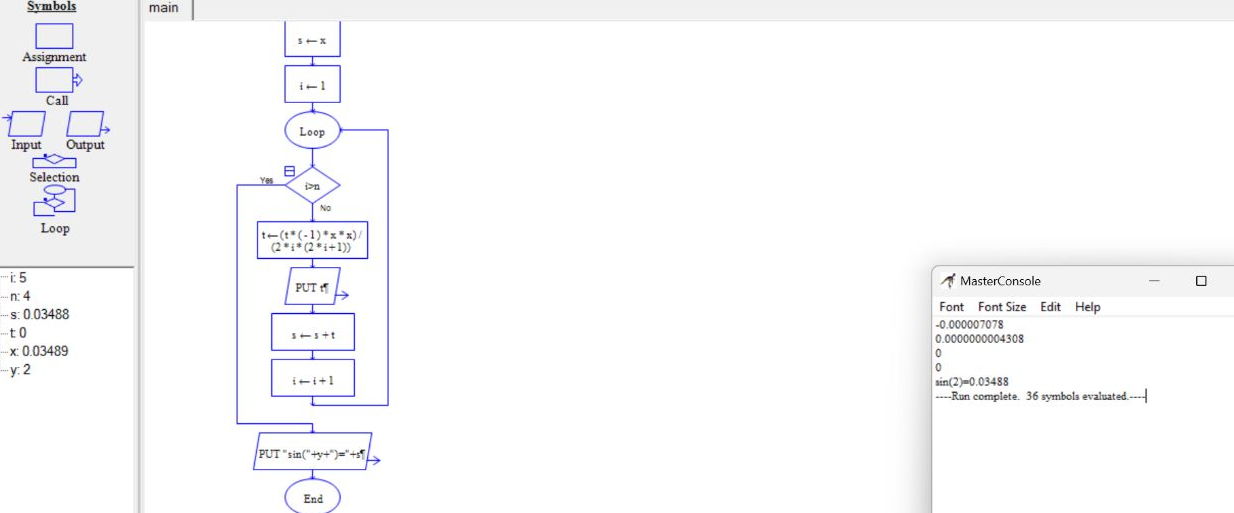 Symbols
Assignment
Call
Input
Output
Selection
Loop
i: 5
n: 4
s: 0.03488
t: 0
x: 0.03489
y: 2
main
s ← x
i ← 1
Loop
Yes
i>n
No
t←(t*(-1)*x*x)/
(2*i*(2*i+1))
PUT t¶
s ← s+t
i ← i+1
PUT "sin("+y+")="+s¶
End
MasterConsole
Font Font Size Edit Help
-0.000007078
0.0000000004308
0
0
sin(2)=0.03488
----Run complete. 36 symbols evaluated.----